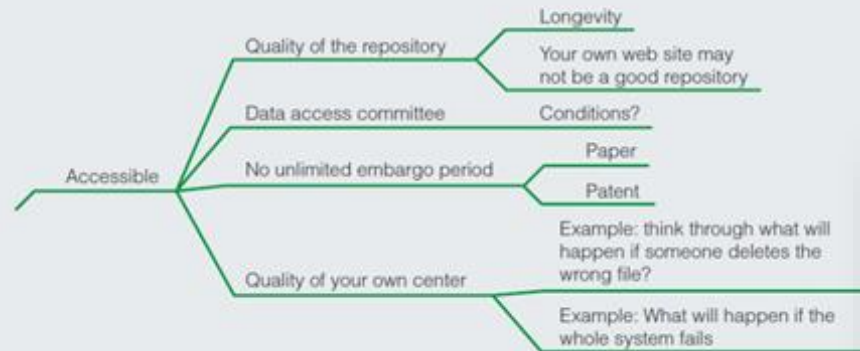 Accessible
Quality of the repository
Longevity
Your own web site may
not be a good repository
Data access committee
Conditions?
No unlimited embargo period
Paper
Patent
Quality of your own center
Example: think through what will
happen if someone deletes the
wrong file?
Example: What will happen if the
whole system fails